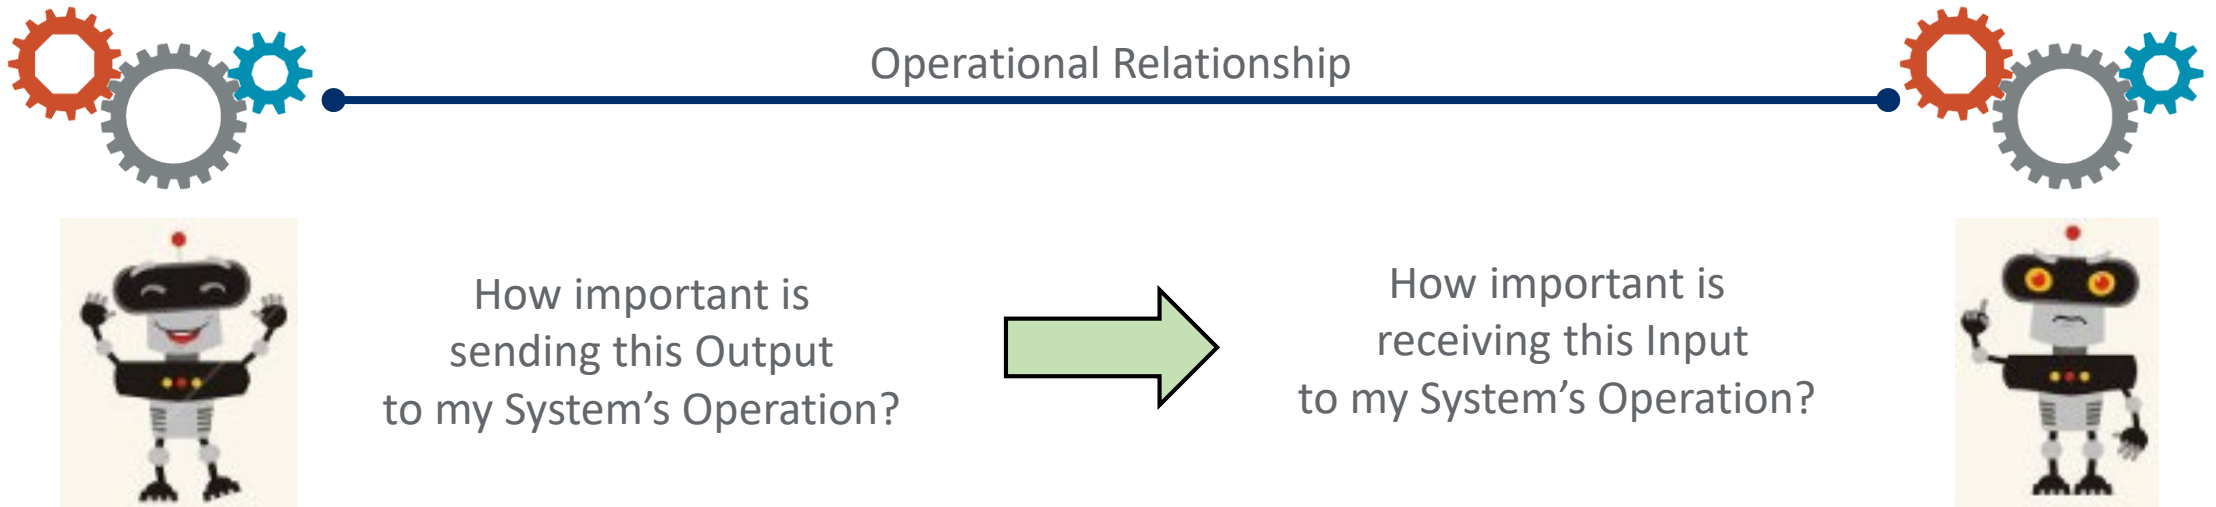 Operational Relationship
How important is
sending this Output
to my System's Operation?
How important is
receiving this Input
to my System's Operation?